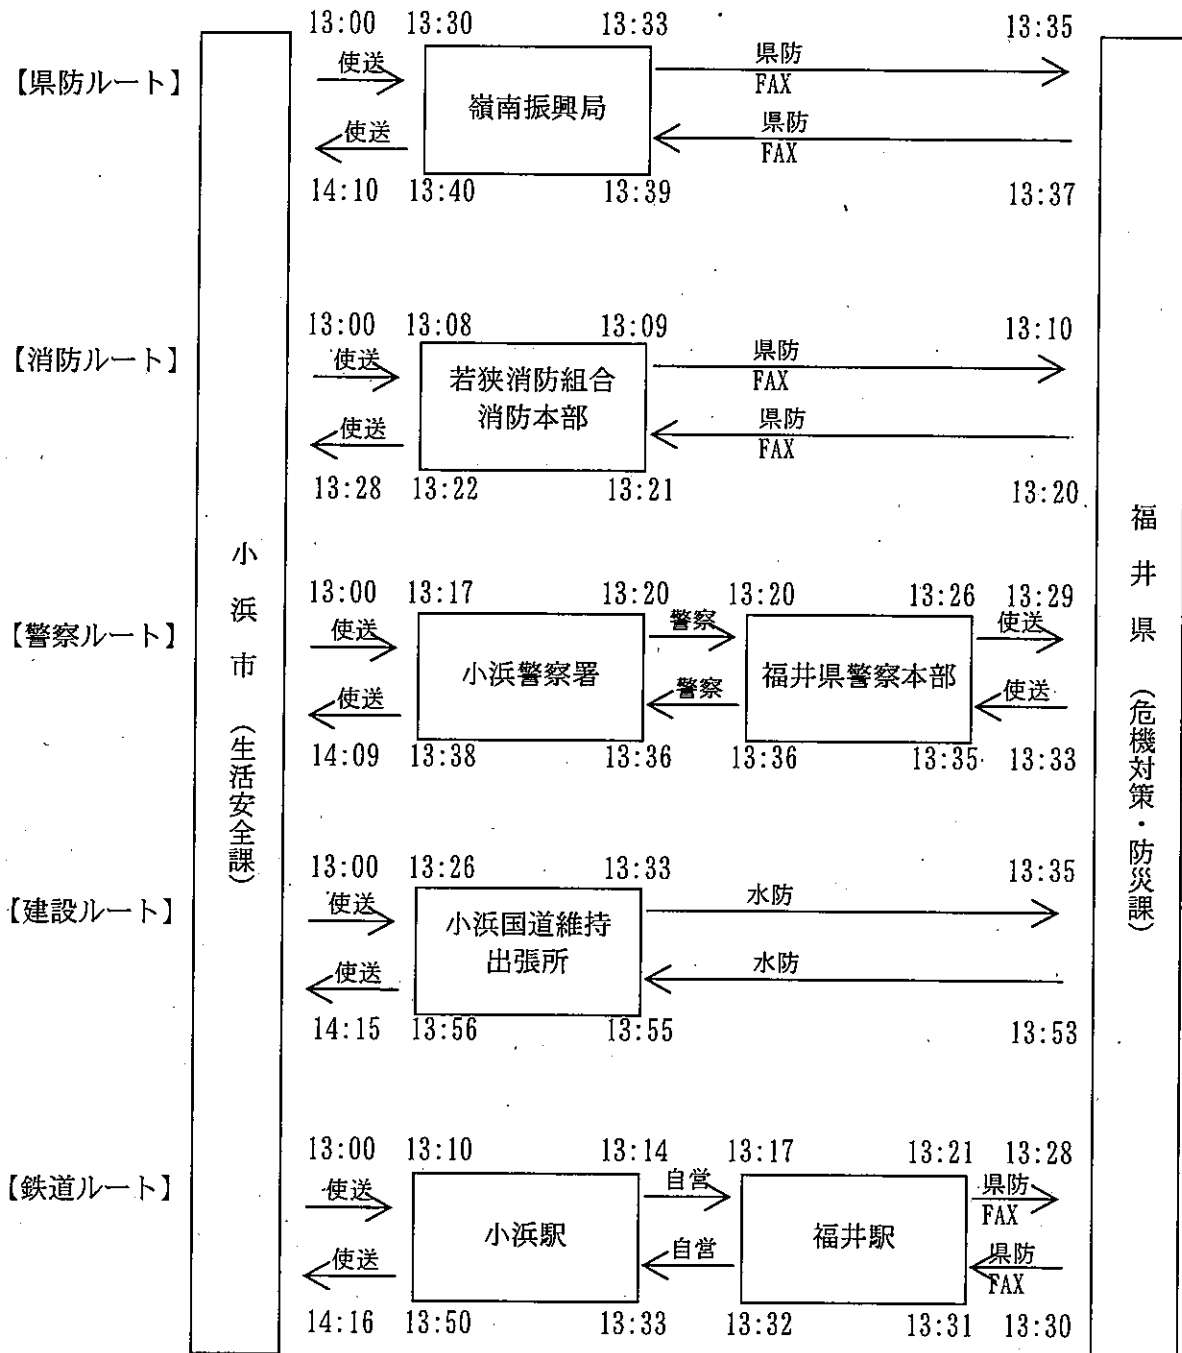 13:00 13:30 13:33 13:35
【県防ルート】
使送
嶺南振興局
県防
FAX
使送
県防
FAX
14:10 13:40 13:39 13:37
13:00 13:08 13:09 13:10
【消防ルート】
使送
若狭消防組合
消防本部
県防
FAX
使送
県防
FAX
13:28 13:22 13:21 13:20
小浜市(生活安全課)
福井県(危機対策・防災課)
13:00 13:17 13:20 13:20 13:26 13:29
【警察ルート】
使送
小浜警察署
警察
福井県警察本部
使送
使送
警察
使送
14:09 13:38 13:36 13:36 13:35 13:33
13:00 13:26 13:33 13:35
【建設ルート】
使送
小浜国道維持
出張所
水防
使送
水防
14:15 13:56 13:55 13:53
13:00 13:10 13:14 13:17 13:21 13:28
【鉄道ルート】
使送
小浜駅
自営
福井駅
県防
FAX
使送
自営
県防
FAX
14:16 13:50 13:33 13:32 13:31 13:30